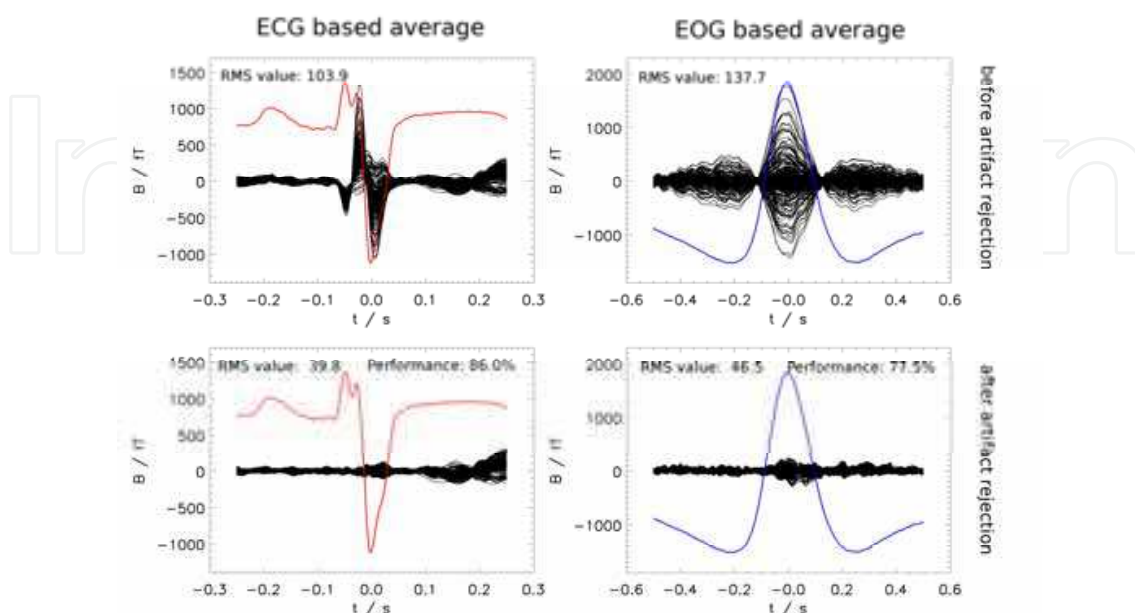 ECG based average
EOG based average
RMS value: 103.9
1500
1000
500
0
−500
−1000
B / fT
−0.3 −0.2 −0.1 0.0 0.1 0.2 0.3
t / s
RMS value: 137.7
2000
1000
0
−1000
B / fT
−0.6 −0.4 −0.2 −0.0 0.2 0.4 0.6
t / s
before artifact rejection
RMS value: 39.8 Performance: 86.0%
1500
1000
500
0
−500
−1000
B / fT
−0.3 −0.2 −0.1 0.0 0.1 0.2 0.3
t / s
RMS value: 46.5 Performance: 77.5%
2000
1000
0
−1000
B / fT
−0.6 −0.4 −0.2 −0.0 0.2 0.4 0.6
t / s
after artifact rejection